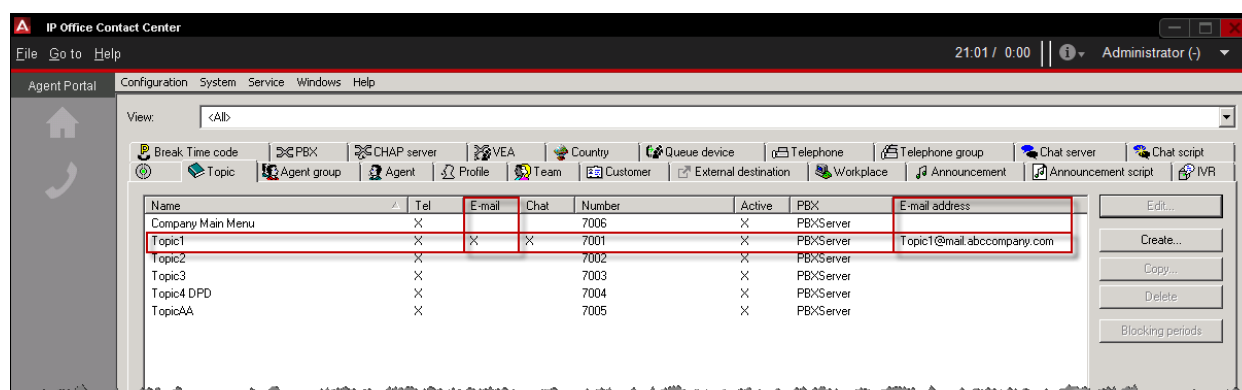 IP Office Contact Center
File Go to Help 21:01 / 0:00 Administrator (-)
Agent Portal Configuration System Service Windows Help
View: <All>
Break Time code PBX CHAP server VEA Country Queue device Telephone Telephone group Chat server Chat script
Topic Agent group Agent Profile Team Customer External destination Workplace Announcement Announcement script IVR
Name Tel E-mail Chat Number Active PBX E-mail address Edit...
Company Main Menu X 7006 X PBXServer
Topic1 X X X 7001 X PBXServer Topic1@mail.abccompany.com Create...
Topic2 X 7002 X PBXServer
Topic3 X 7003 X PBXServer Copy...
Topic4 DPD X 7004 X PBXServer Delete
TopicAA X 7005 X PBXServer
Blocking periods